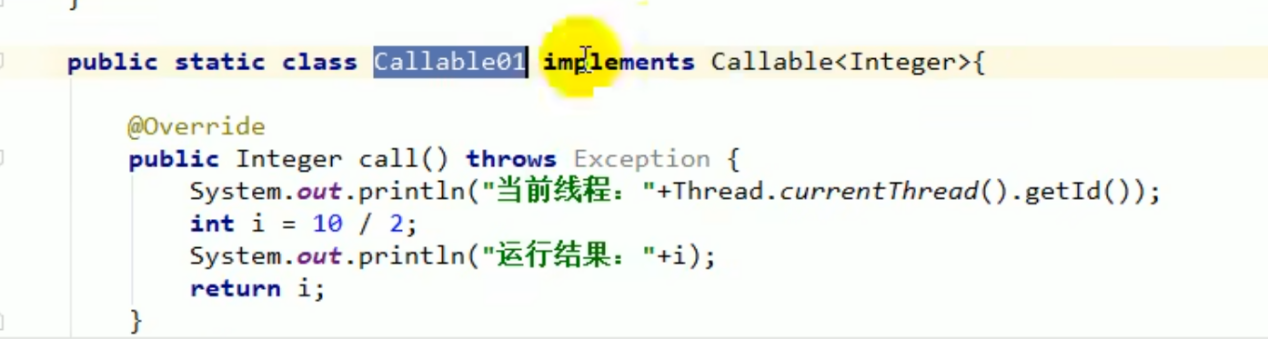 }
public static class Callable01 implements Callable<Integer>{
@Override
public Integer call() throws Exception {
System.out.println("当前线程："+Thread.currentThread().getId());
int i = 10 / 2;
System.out.println("运行结果："+i);
return i;
}